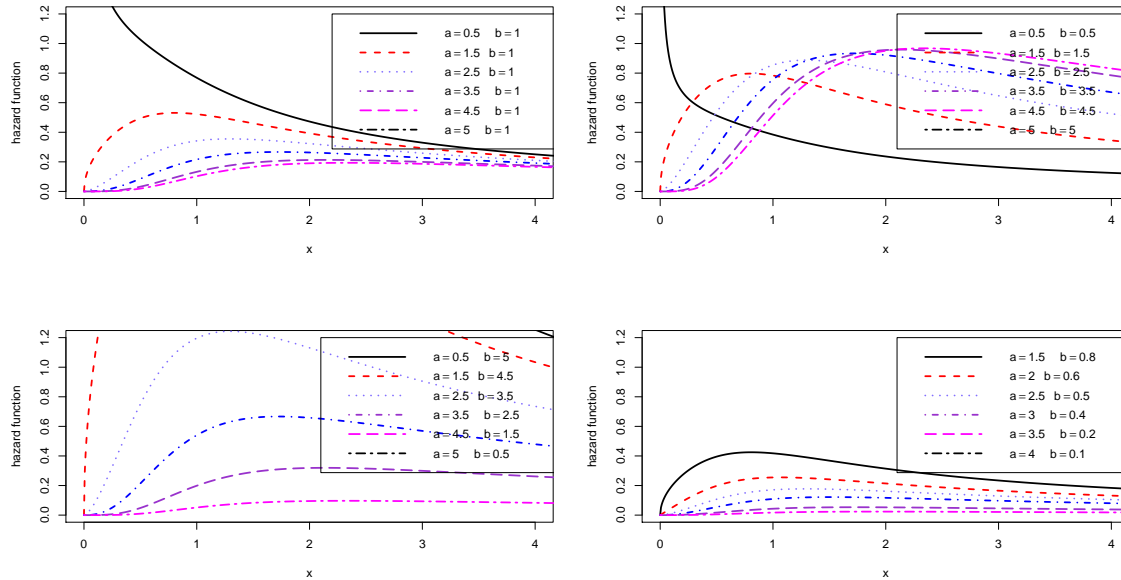 hazard function
0.0 0.2 0.4 0.6 0.8 1.0 1.2
a=0.5 b=1
a=1.5 b=1
a=2.5 b=1
a=3.5 b=1
a=4.5 b=1
a=5 b=1
0 1 2 3 4
x
hazard function
0.0 0.2 0.4 0.6 0.8 1.0 1.2
a=0.5 b=0.5
a=1.5 b=1.5
a=2.5 b=2.5
a=3.5 b=3.5
a=4.5 b=4.5
a=5 b=5
0 1 2 3 4
x
hazard function
0.0 0.2 0.4 0.6 0.8 1.0 1.2
a=0.5 b=5
a=1.5 b=4.5
a=2.5 b=3.5
a=3.5 b=2.5
a=4.5 b=1.5
a=5 b=0.5
0 1 2 3 4
x
hazard function
0.0 0.2 0.4 0.6 0.8 1.0 1.2
a=1.5 b=0.8
a=2 b=0.6
a=2.5 b=0.5
a=3 b=0.4
a=3.5 b=0.2
a=4 b=0.1
0 1 2 3 4
x